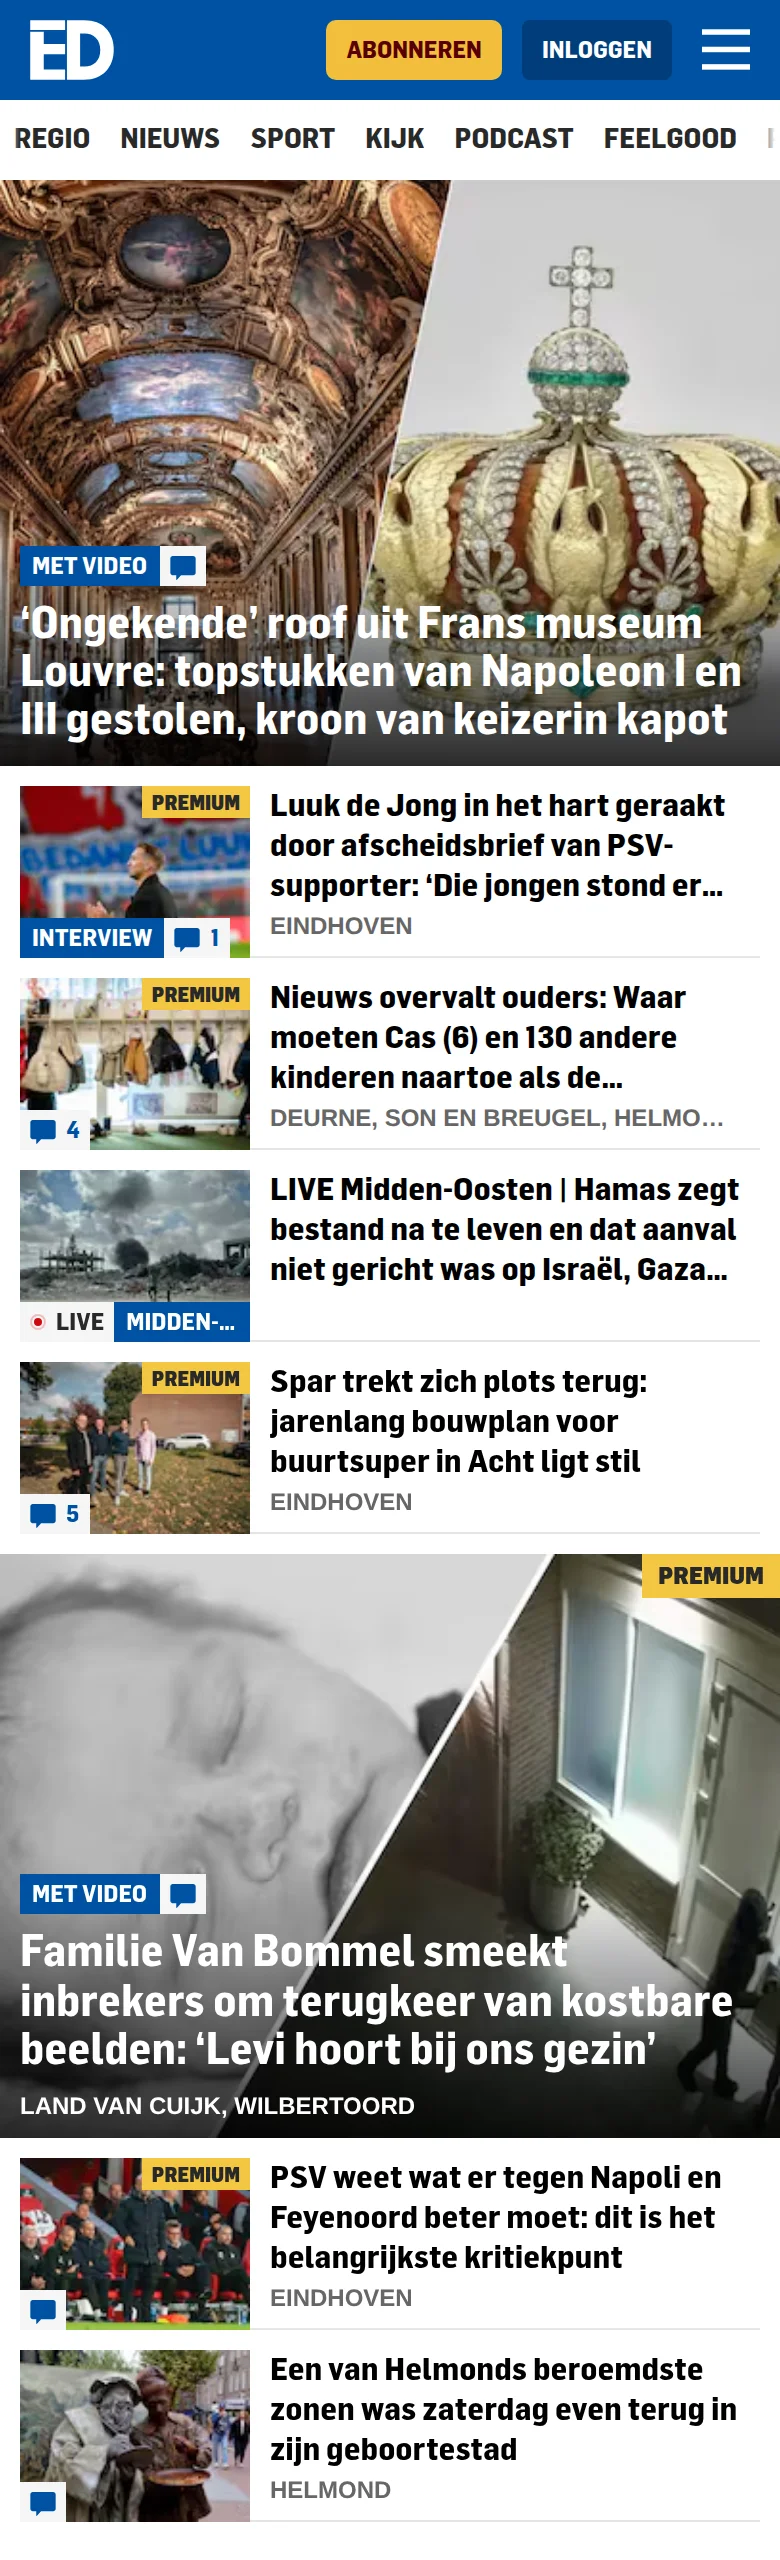 ED
ABONNEREN
INLOGGEN
REGIO NIEUWS SPORT KIJK PODCAST FEELGOOD
MET VIDEO
‘Ongekende’ roof uit Frans museum
Louvre: topstukken van Napoleon I en
III gestolen, kroon van keizerin kapot
PREMIUM
BEDANKT LUUK
INTERVIEW
1
Luuk de Jong in het hart geraakt
door afscheidsbrief van PSV-
supporter: ‘Die jongen stond er...
EINDHOVEN
PREMIUM
4
Nieuws overvalt ouders: Waar
moeten Cas (6) en 130 andere
kinderen naartoe als de...
DEURNE, SON EN BREUGEL, HELMO...
LIVE
MIDDEN-...
LIVE Midden-Oosten | Hamas zegt
bestand na te leven en dat aanval
niet gericht was op Israël, Gaza...
PREMIUM
5
Spar trekt zich plots terug:
jarenlang bouwplan voor
buurtsuper in Acht ligt stil
EINDHOVEN
PREMIUM
MET VIDEO
Familie Van Bommel smeekt
inbrekers om terugkeer van kostbare
beelden: ‘Levi hoort bij ons gezin’
LAND VAN CUIJK, WILBERTOORD
PREMIUM
PSV weet wat er tegen Napoli en
Feyenoord beter moet: dit is het
belangrijkste kritiekpunt
EINDHOVEN
Een van Helmonds beroemdste
zonen was zaterdag even terug in
zijn geboortestad
HELMOND